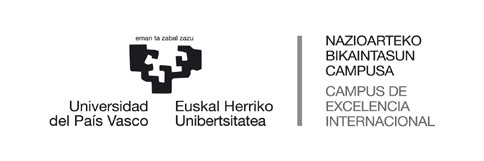 eman ta zabal zazu
Universidad
del País Vasco
Euskal Herriko
Unibertsitatea
NAZIOARTEKO
BIKAINTASUN
CAMPUSA
CAMPUS DE
EXCELENCIA
INTERNACIONAL